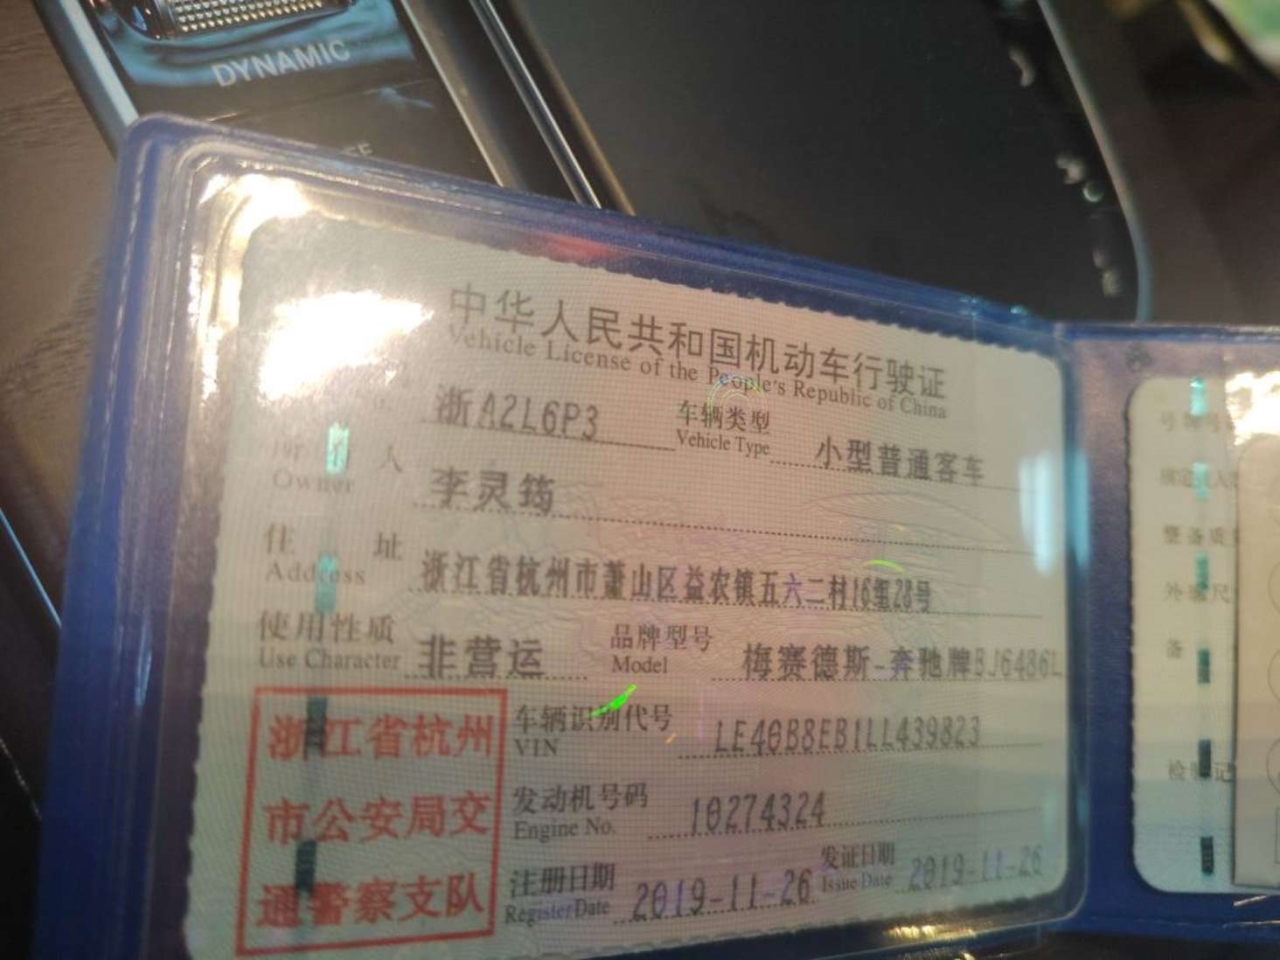 DYNAMIC
中华人民共和国机动车行驶证
Vehicle License of the People's Republic of China
浙A2L6P3 车辆类型 小型普通客车
Vehicle Type
人 李灵筠
Owner
住 址 浙江省杭州市萧山区益农镇五六二村16组28号
Address
使用性质 非营运 品牌型号 梅赛德斯-奔驰牌BJ6486L
Use Character Model
浙江省杭州 车辆识别代号 LE40B8EB1LL439823
VIN
市公安局交 发动机号码 10274324
Engine No.
通警察支队 注册日期 2019-11-26 发证日期 2019-11-26
Register Date Issue Date